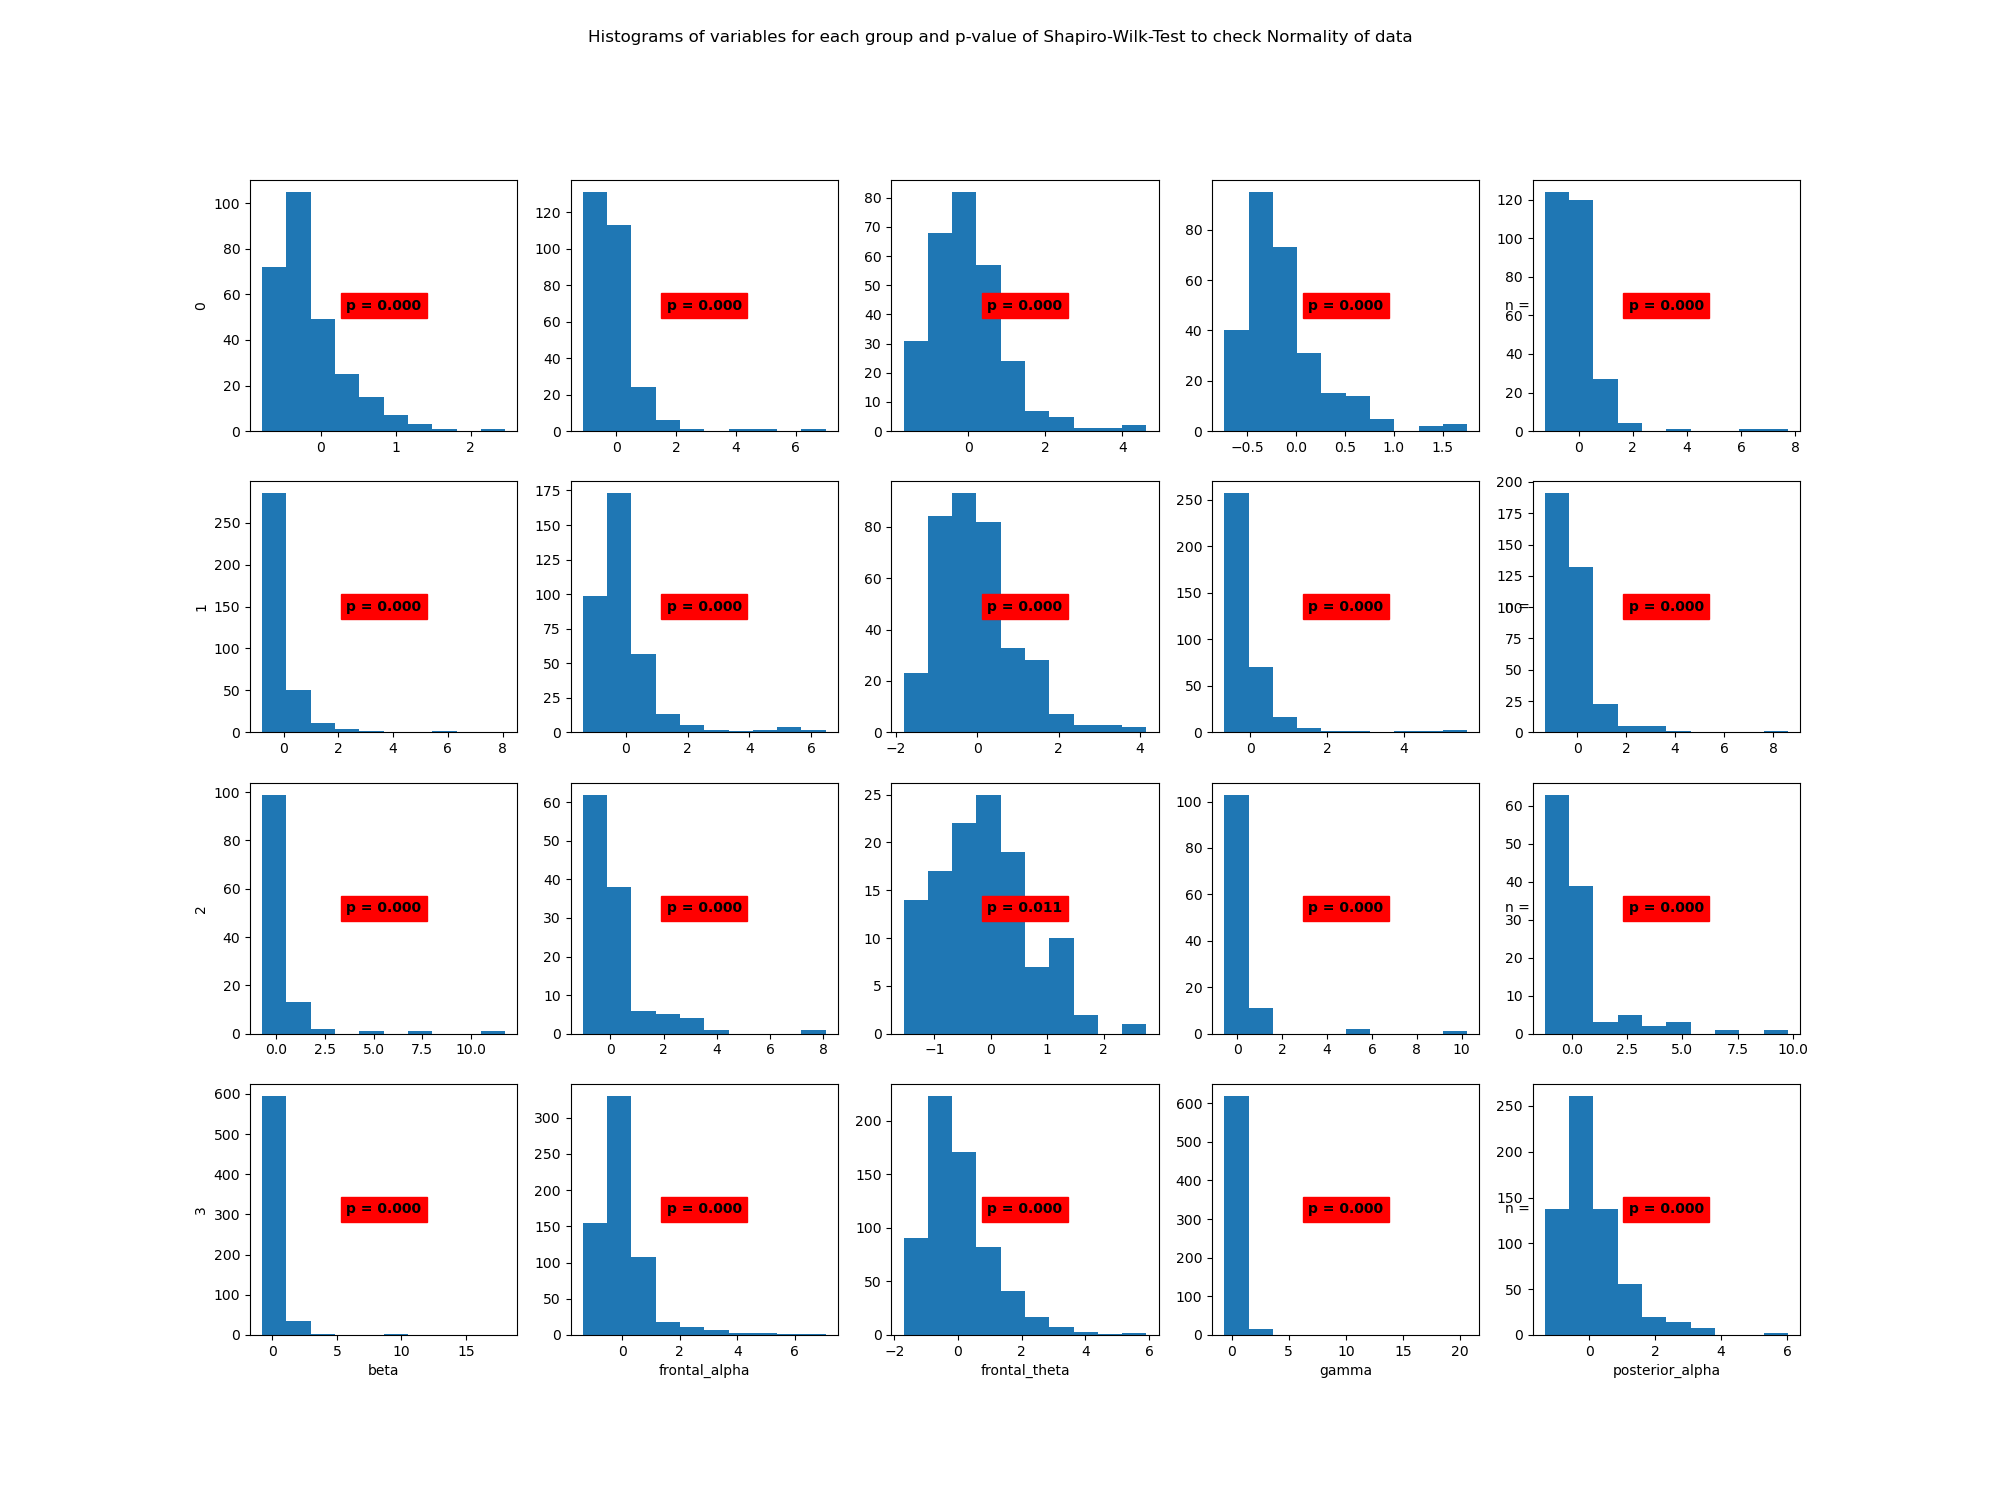 Histograms of variables for each group and p-value of Shapiro-Wilk-Test to check Normality of data
0
100
80
60
40
20
0
p = 0.000
0 1 2
120
100
80
60
40
20
0
p = 0.000
0 2 4 6
80
70
60
50
40
30
20
10
0
p = 0.000
0 2 4
80
60
40
20
0
p = 0.000
−0.5 0.0 0.5 1.0 1.5
120
100
80
60
40
20
0
n =
p = 0.000
0 2 4 6 8
1
250
200
150
100
50
0
p = 0.000
0 2 4 6 8
175
150
125
100
75
50
25
0
p = 0.000
0 2 4 6
80
60
40
20
0
p = 0.000
−2 0 2 4
250
200
150
100
50
0
p = 0.000
0 2 4
200
175
150
125
100
75
50
25
0
n =
p = 0.000
0 2 4 6 8
2
100
80
60
40
20
0
p = 0.000
0.0 2.5 5.0 7.5 10.0
60
50
40
30
20
10
0
p = 0.000
0 2 4 6 8
25
20
15
10
5
0
p = 0.011
−1 0 1 2
100
80
60
40
20
0
p = 0.000
0 2 4 6 8 10
60
50
40
30
20
10
0
n =
p = 0.000
0.0 2.5 5.0 7.5 10.0
3
600
500
400
300
200
100
0
p = 0.000
0 5 10 15
beta
300
250
200
150
100
50
0
p = 0.000
0 2 4 6
frontal_alpha
200
150
100
50
0
p = 0.000
−2 0 2 4 6
frontal_theta
600
500
400
300
200
100
0
p = 0.000
0 5 10 15 20
gamma
250
200
150
100
50
0
n =
p = 0.000
0 2 4 6
posterior_alpha